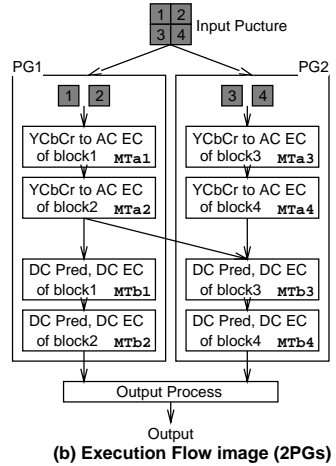 1 2
3 4
Input Pucture
PG1
PG2
1 2
3 4
YCbCr to AC EC
of block1 MTa1
YCbCr to AC EC
of block3 MTa3
YCbCr to AC EC
of block2 MTa2
YCbCr to AC EC
of block4 MTa4
DC Pred, DC EC
of block1 MTb1
DC Pred, DC EC
of block3 MTb3
DC Pred, DC EC
of block2 MTb2
DC Pred, DC EC
of block4 MTb4
Output Process
Output
(b) Execution Flow image (2PGs)